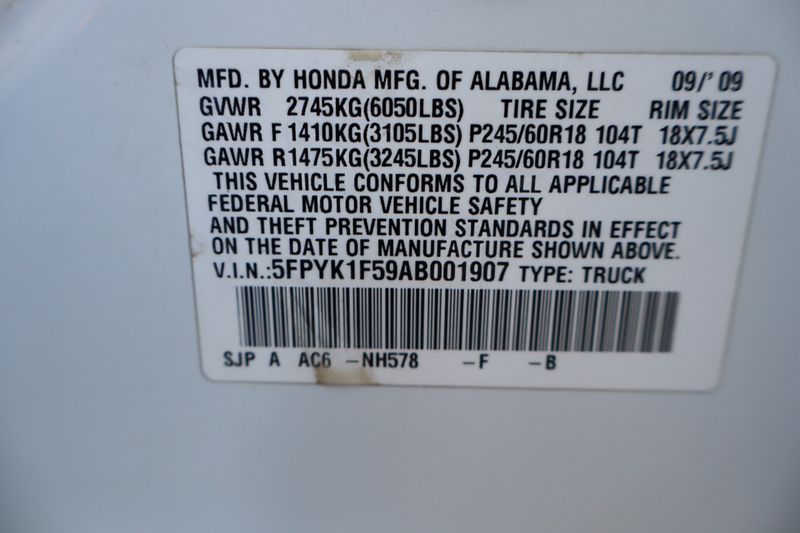 MFD. BY HONDA MFG. OF ALABAMA, LLC 09/'09
GVWR 2745KG(6050LBS) TIRE SIZE RIM SIZE
GAWR F 1410KG(3105LBS) P245/60R18 104T 18X7.5J
GAWR R1475KG(3245LBS) P245/60R18 104T 18X7.5J
THIS VEHICLE CONFORMS TO ALL APPLICABLE
FEDERAL MOTOR VEHICLE SAFETY
AND THEFT PREVENTION STANDARDS IN EFFECT
ON THE DATE OF MANUFACTURE SHOWN ABOVE.
V.I.N.:5FPYK1F59AB001907 TYPE: TRUCK
SJP A AC6 -NH578 -F -B